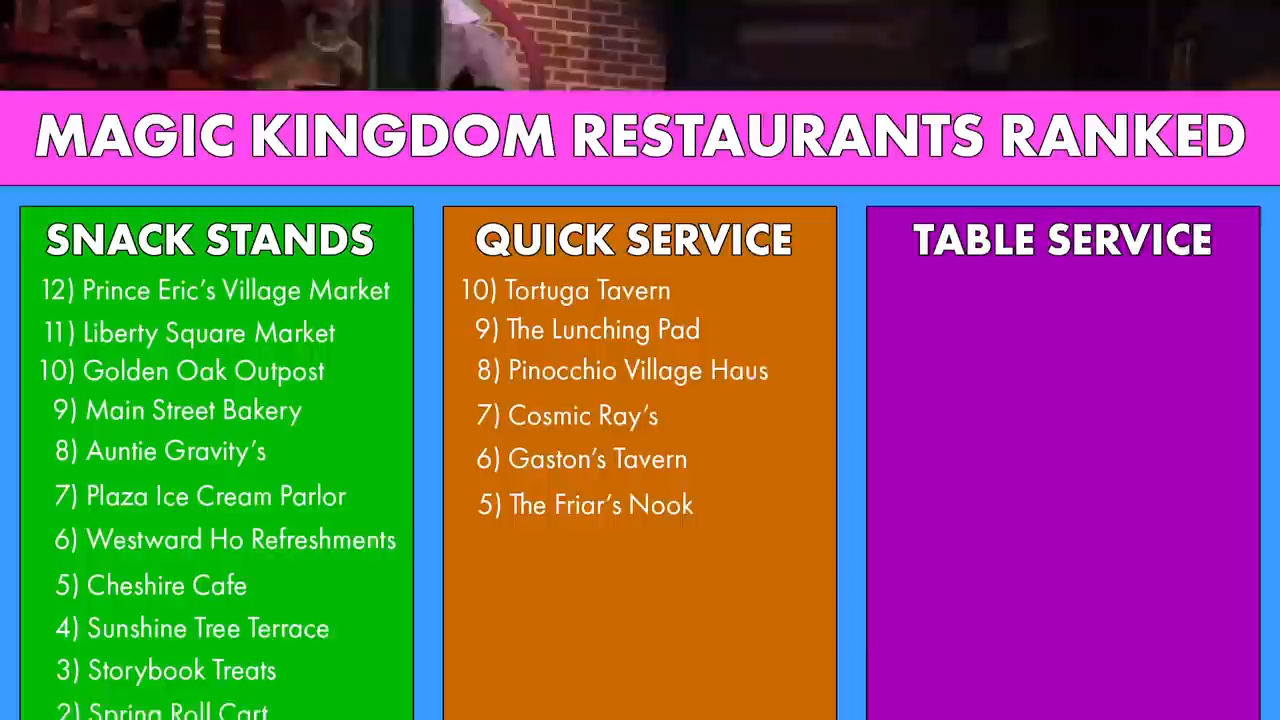 MAGIC KINGDOM RESTAURANTS RANKED
SNACK STANDS
12) Prince Eric's Village Market
11) Liberty Square Market
10) Golden Oak Outpost
9) Main Street Bakery
8) Auntie Gravity's
7) Plaza Ice Cream Parlor
6) Westward Ho Refreshments
5) Cheshire Cafe
4) Sunshine Tree Terrace
3) Storybook Treats
2) Spring Roll Cart
QUICK SERVICE
10) Tortuga Tavern
9) The Lunching Pad
8) Pinocchio Village Haus
7) Cosmic Ray's
6) Gaston's Tavern
5) The Friar's Nook
TABLE SERVICE